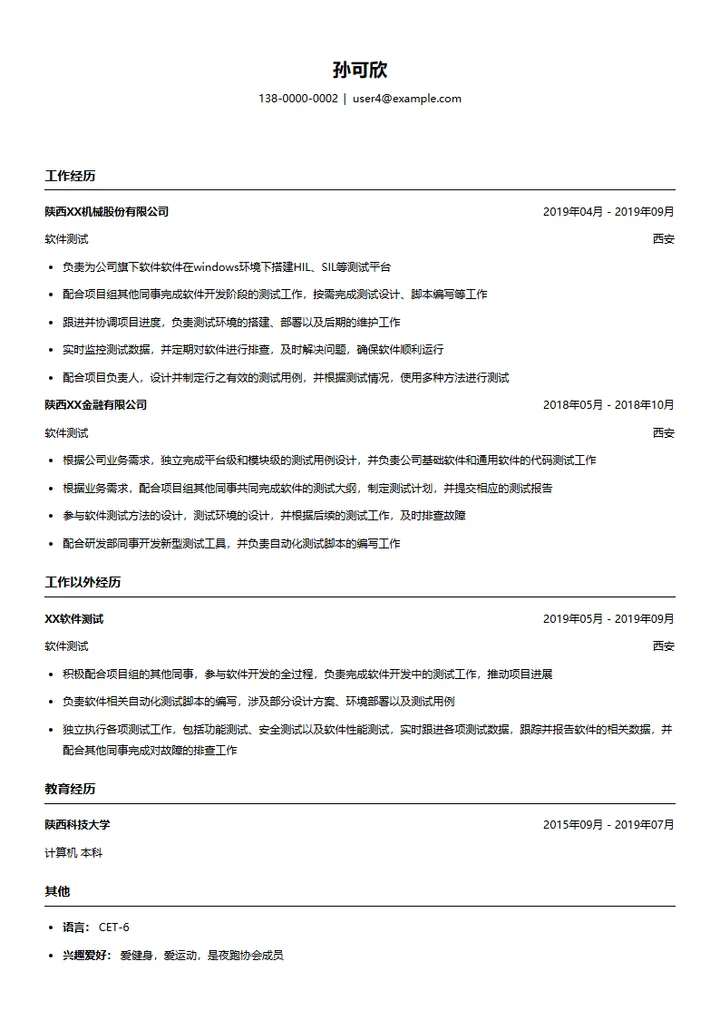 孙可欣
138-0000-0002 | user4@example.com
工作经历
陕西XX机械股份有限公司 2019年04月 - 2019年09月
软件测试 西安
• 负责为公司旗下软件软件在windows环境下搭建HIL、SIL等测试平台
• 配合项目组其他同事完成软件开发阶段的测试工作，按需完成测试设计、脚本编写等工作
• 跟进并协调项目进度，负责测试环境的搭建、部署以及后期的维护工作
• 实时监控测试数据，并定期对软件进行排查，及时解决问题，确保软件顺利运行
• 配合项目负责人，设计并制定行之有效的测试用例，并根据测试情况，使用多种方法进行测试
陕西XX金融有限公司 2018年05月 - 2018年10月
软件测试 西安
• 根据公司业务需求，独立完成平台级和模块级的测试用例设计，并负责公司基础软件和通用软件的代码测试工作
• 根据业务需求，配合项目组其他同事共同完成软件的测试大纲，制定测试计划，并提交相应的测试报告
• 参与软件测试方法的设计，测试环境的设计，并根据后续的测试工作，及时排查故障
• 配合研发部同事开发新型测试工具，并负责自动化测试脚本的编写工作
工作以外经历
XX软件测试 2019年05月 - 2019年09月
软件测试 西安
• 积极配合项目组的其他同事，参与软件开发的全过程，负责完成软件开发中的测试工作，推动项目进展
• 负责软件相关自动化测试脚本的编写，涉及部分设计方案、环境部署以及测试用例
• 独立执行各项测试工作，包括功能测试、安全测试以及软件性能测试，实时跟进各项测试数据，跟踪并报告软件的相关数据，并
配合其他同事完成对故障的排查工作
教育经历
陕西科技大学 2015年09月 - 2019年07月
计算机 本科
其他
• 语言： CET-6
• 兴趣爱好： 爱健身，爱运动，是夜跑协会成员